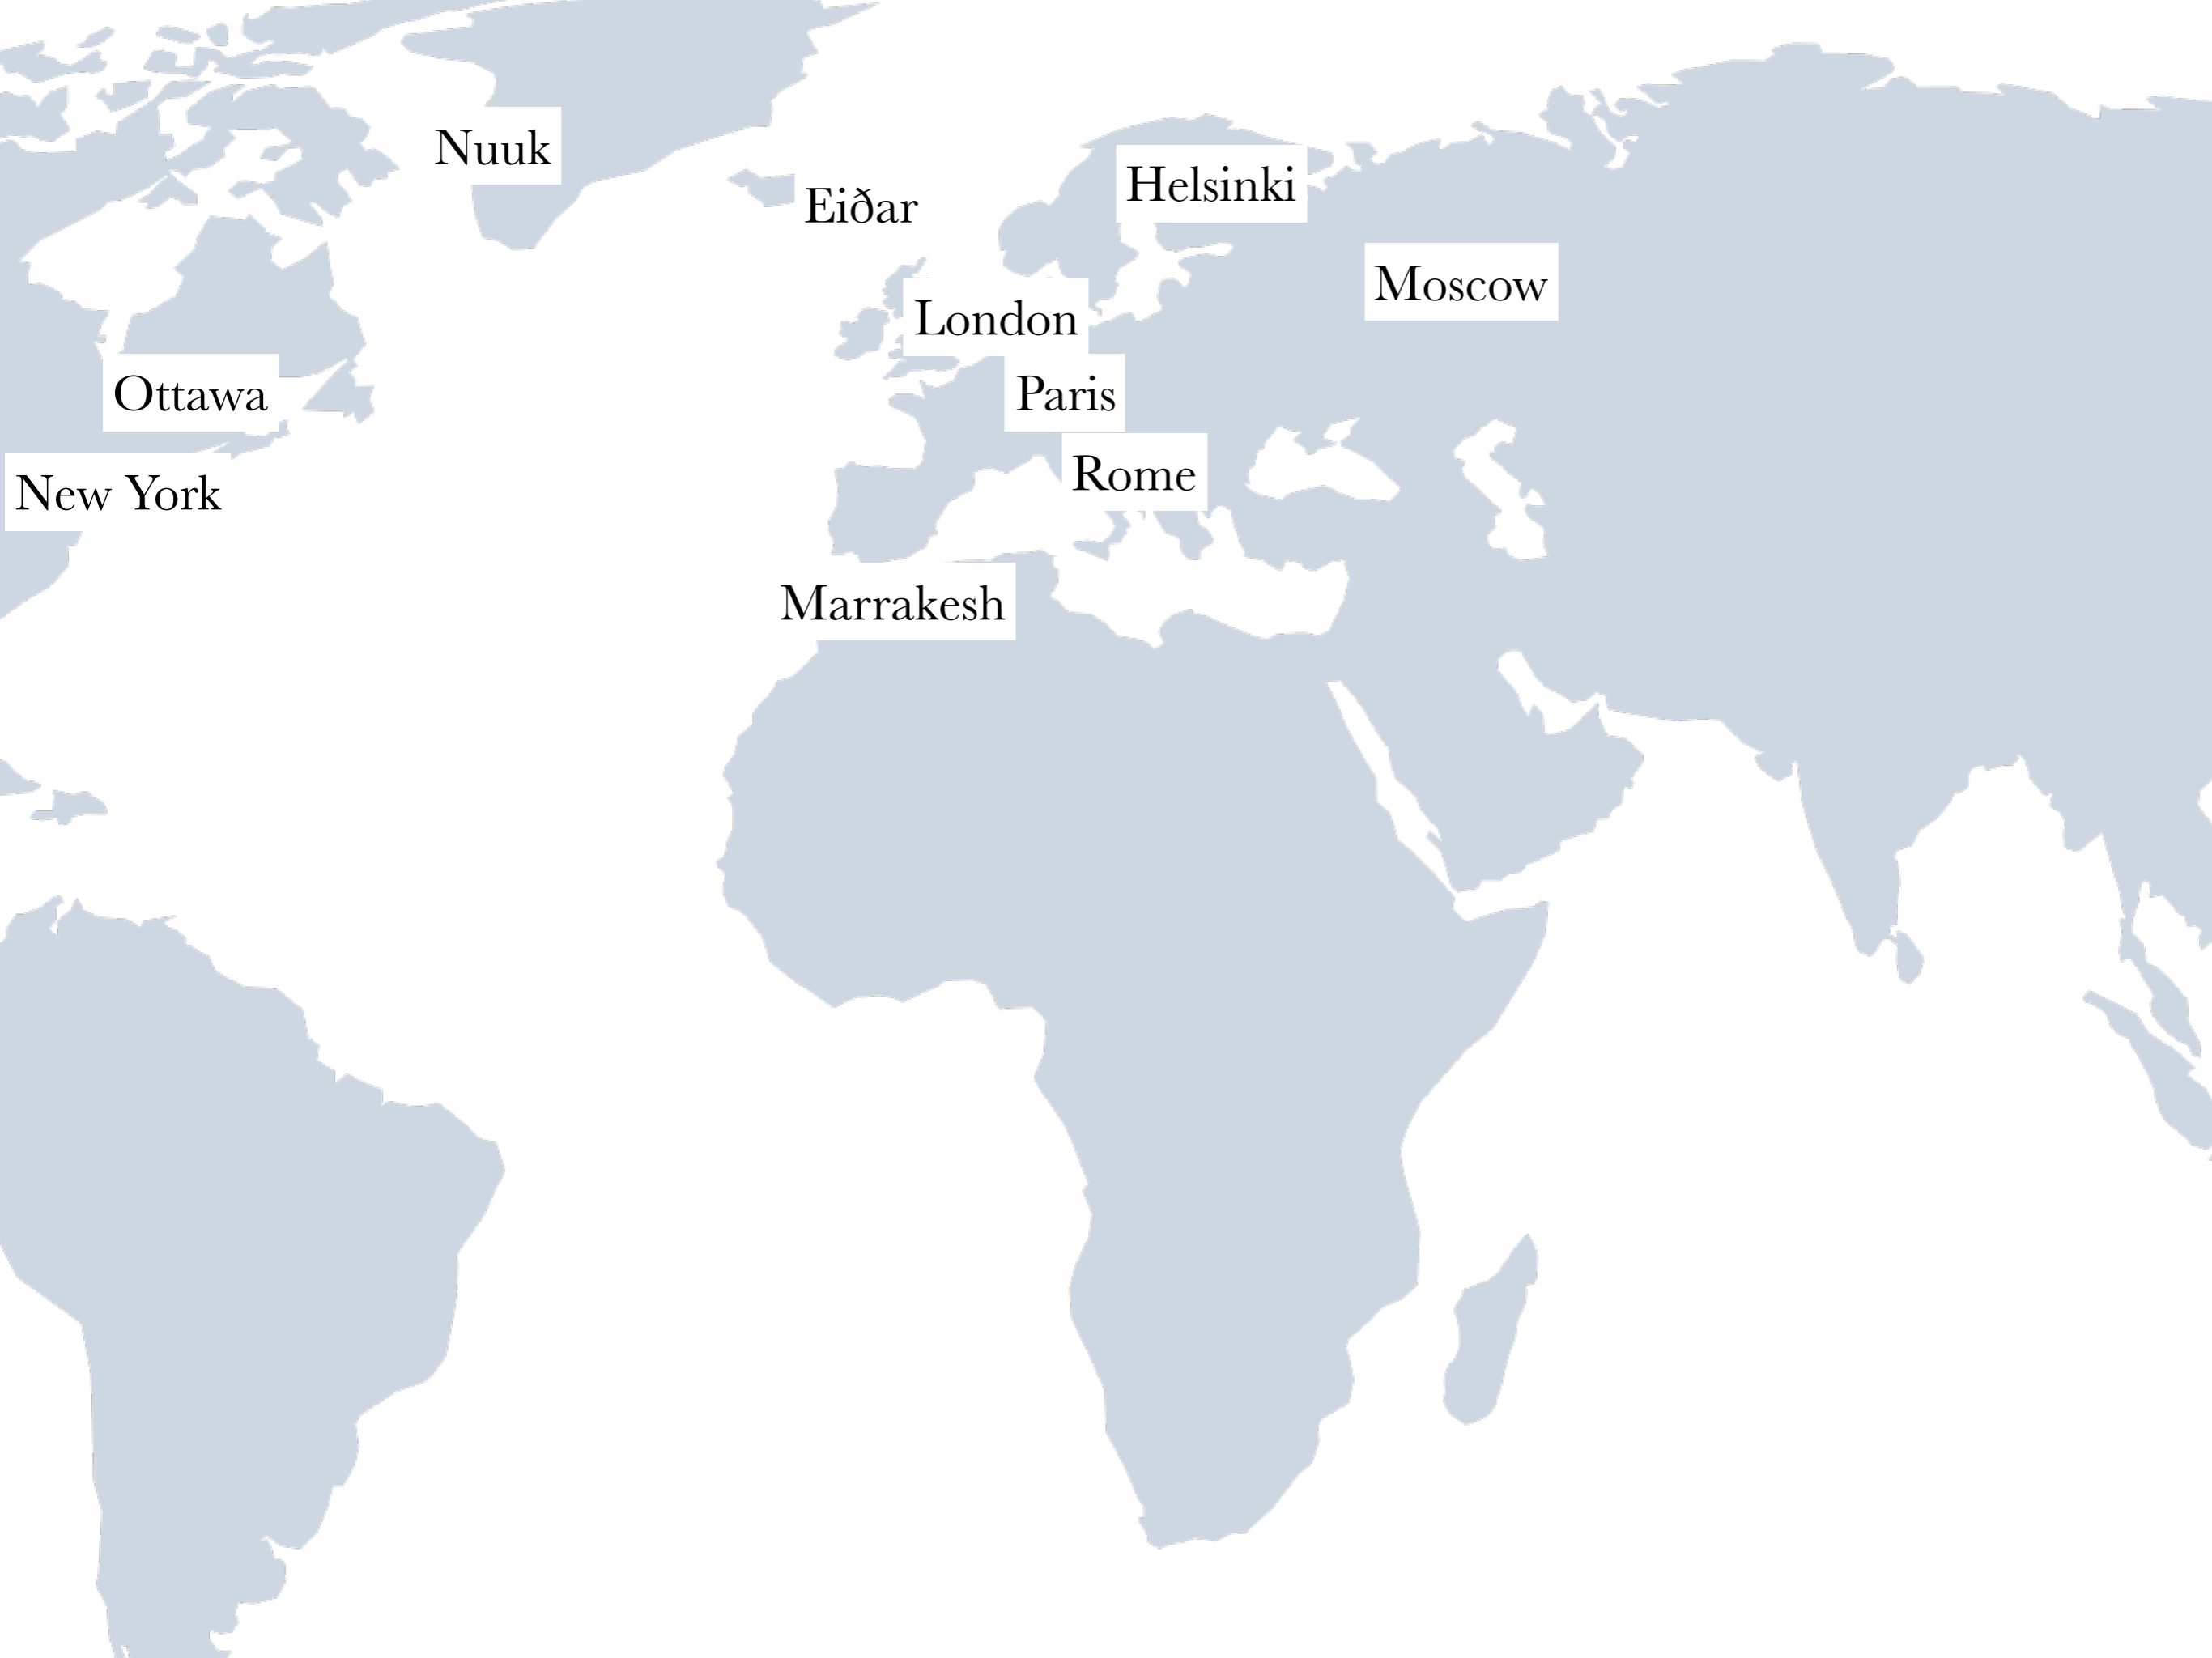 Nuuk
Helsinki
Eiðar
Moscow
London
Ottawa
Paris
Rome
New York
Marrakesh